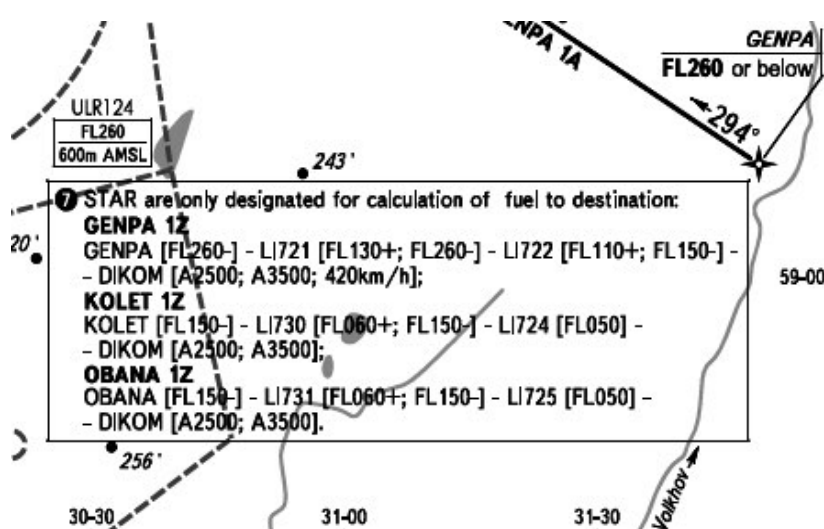 GENPA 1A
GENPA
FL260 or below
294°
ULR124
FL260
600m AMSL
243'
20'
7 STAR are only designated for calculation of fuel to destination:
GENPA 1Z
GENPA [FL260-] - LI721 [FL130+; FL260-] - LI722 [FL110+; FL150-] -
- DIKOM [A2500; A3500; 420km/h];
KOLET 1Z
KOLET [FL150-] - LI730 [FL060+; FL150-] - LI724 [FL050] -
- DIKOM [A2500; A3500];
OBANA 1Z
OBANA [FL150-] - LI731 [FL060+; FL150-] - LI725 [FL050] -
- DIKOM [A2500; A3500].
59-00
256'
Volkhov
30-30
31-00
31-30